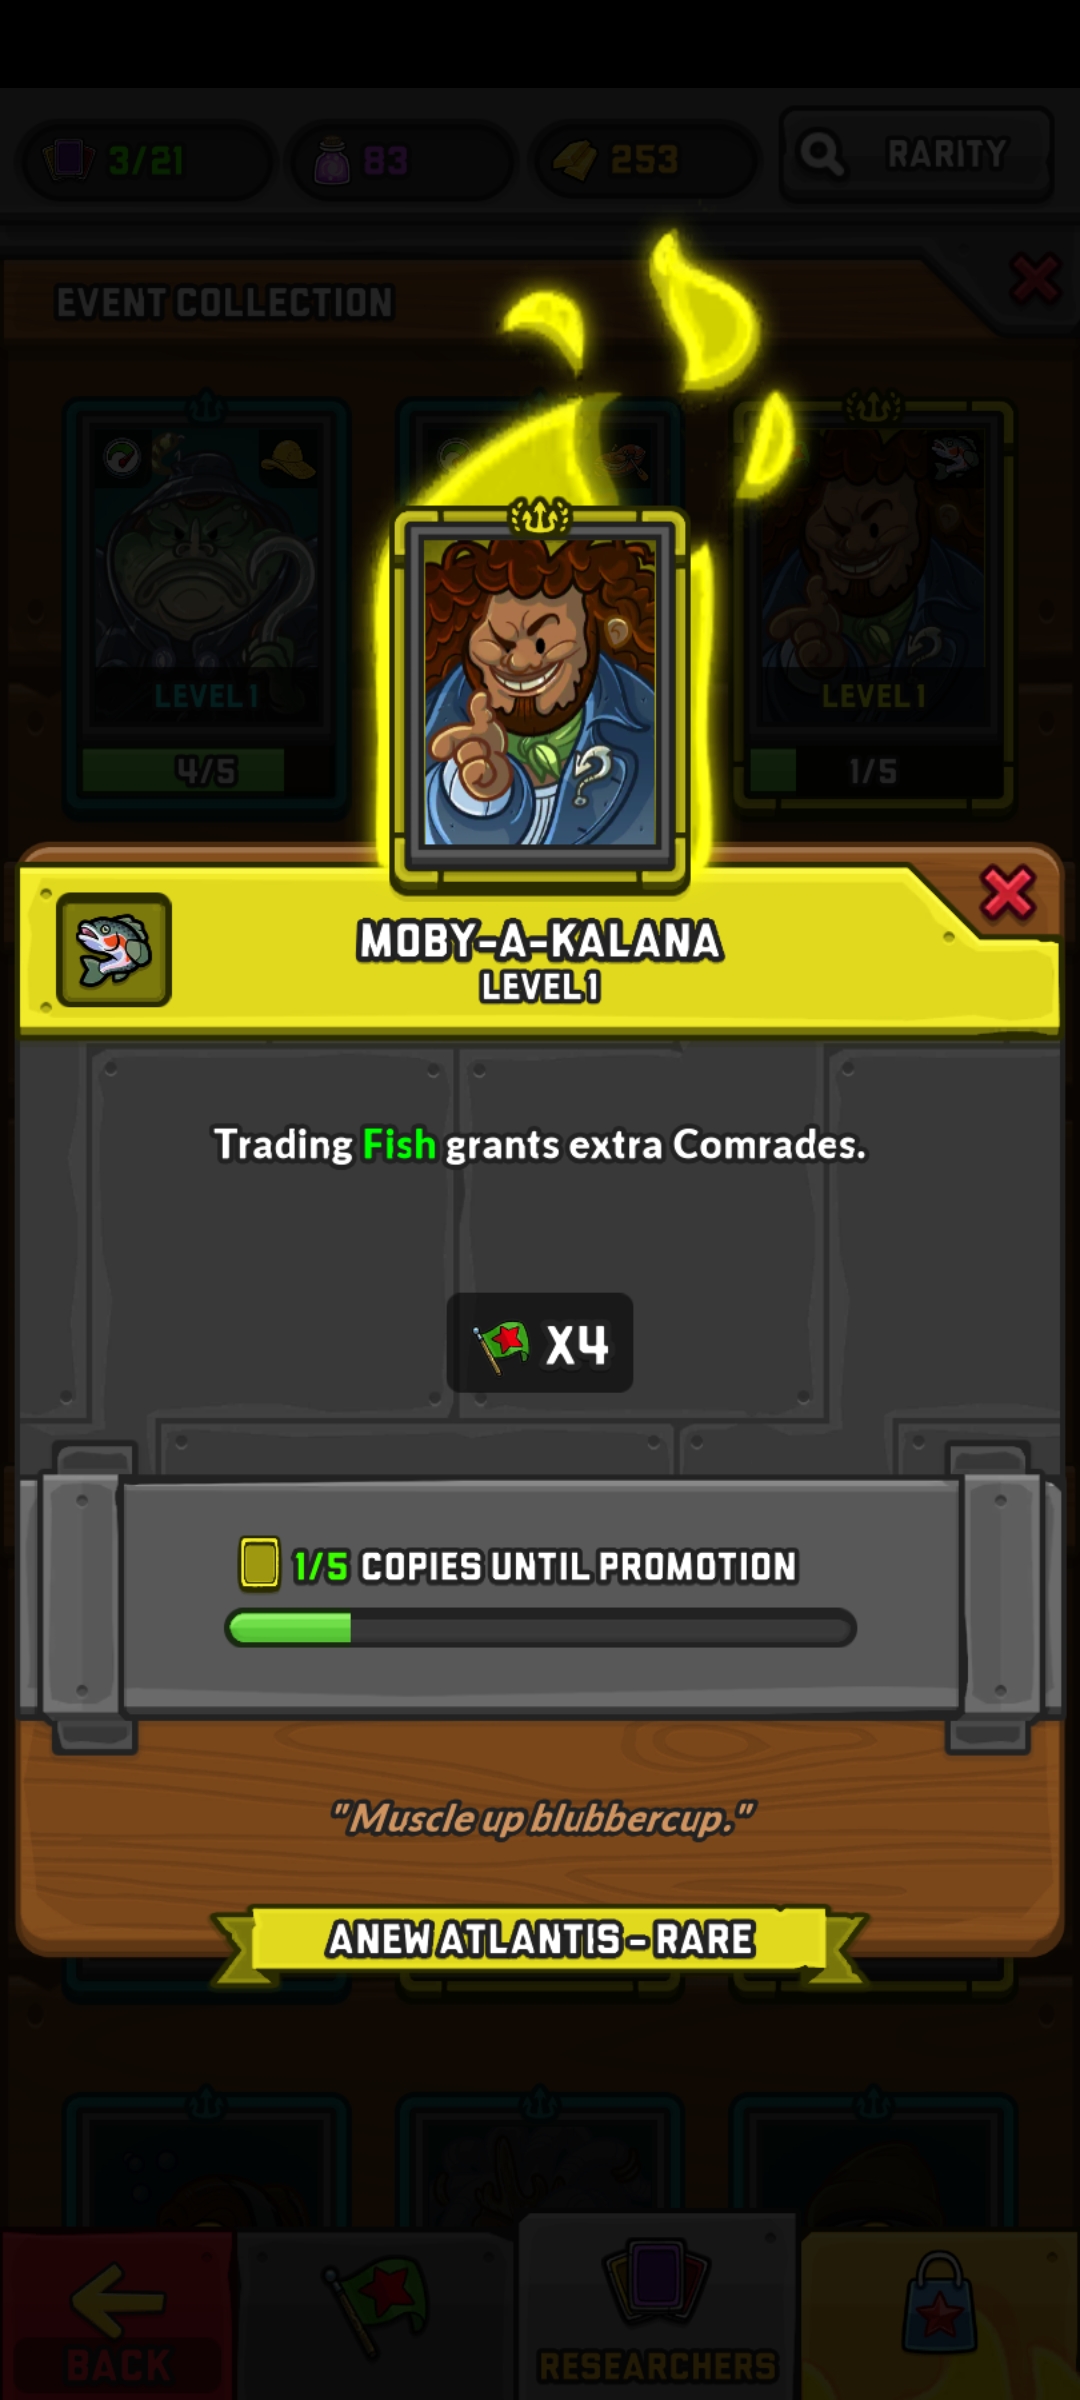 3/21
83
253
RARITY
EVENT COLLECTION
LEVEL 1
LEVEL 1
4/5
1/5
MOBY-A-KALANA
LEVEL 1
Trading Fish grants extra Comrades.
X4
1/5 COPIES UNTIL PROMOTION
"Muscle up blubbercup."
ANEW ATLANTIS - RARE
BACK
RESEARCHERS